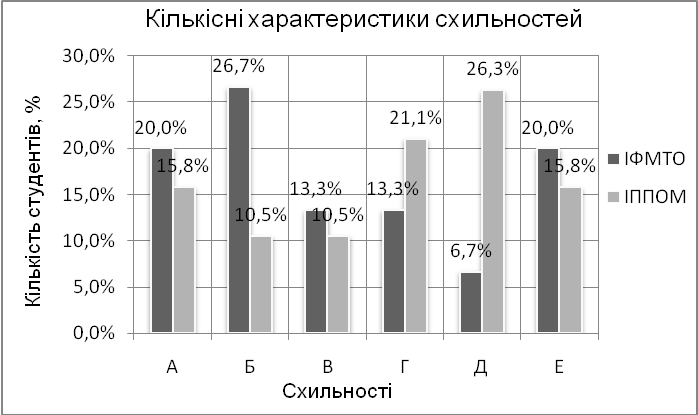 Кількісні характеристики схильностей
Кількість студентів, %
30,0%
25,0%
20,0%
15,0%
10,0%
5,0%
0,0%
20,0%
15,8%
26,7%
10,5%
13,3%
10,5%
13,3%
21,1%
6,7%
26,3%
20,0%
15,8%
А
Б
В
Г
Д
Е
Схильності
ІФМТО
ІППОМ